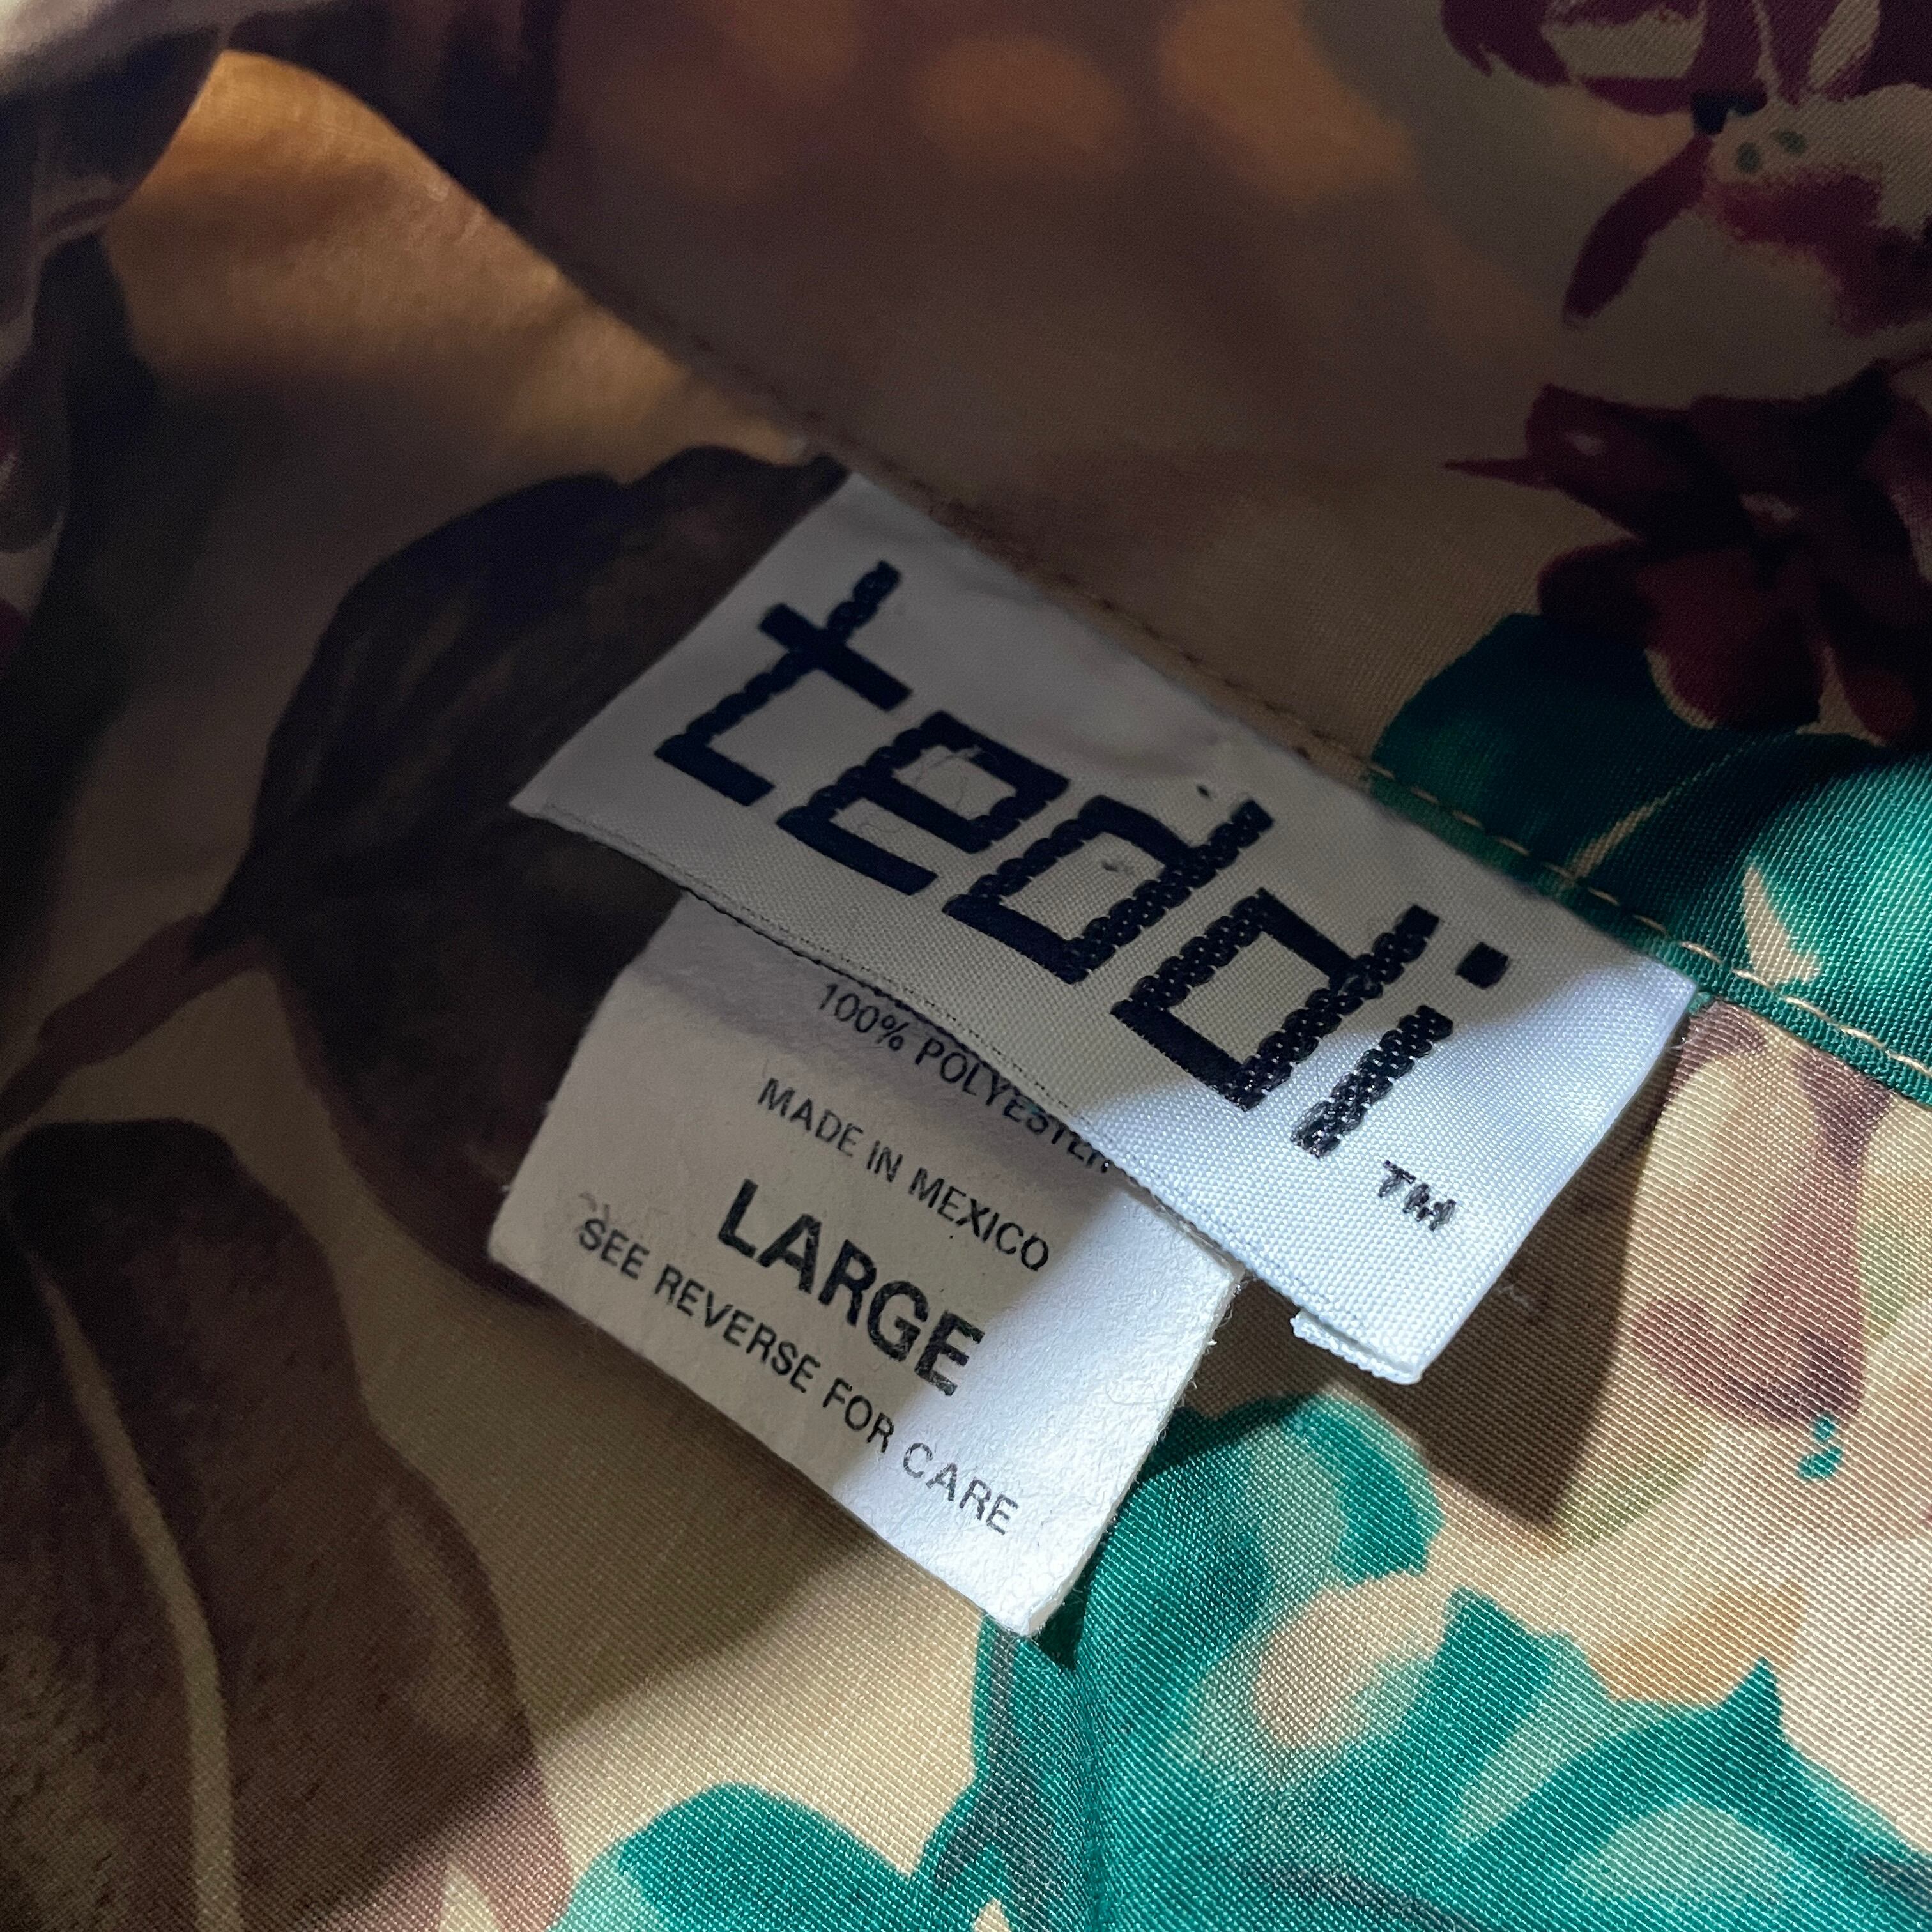 teddi
TM
100% POLYESTER
MADE IN MEXICO
LARGE
SEE REVERSE FOR CARE